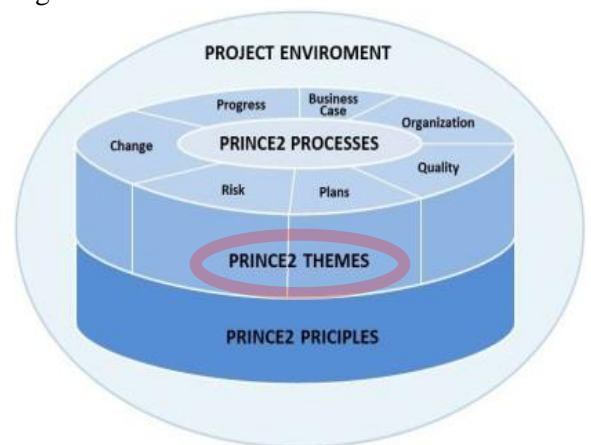 PROJECT ENVIROMENT
Progress
Business
Case
Organization
Change
PRINCE2 PROCESSES
Quality
Risk
Plans
PRINCE2 THEMES
PRINCE2 PRICIPLES